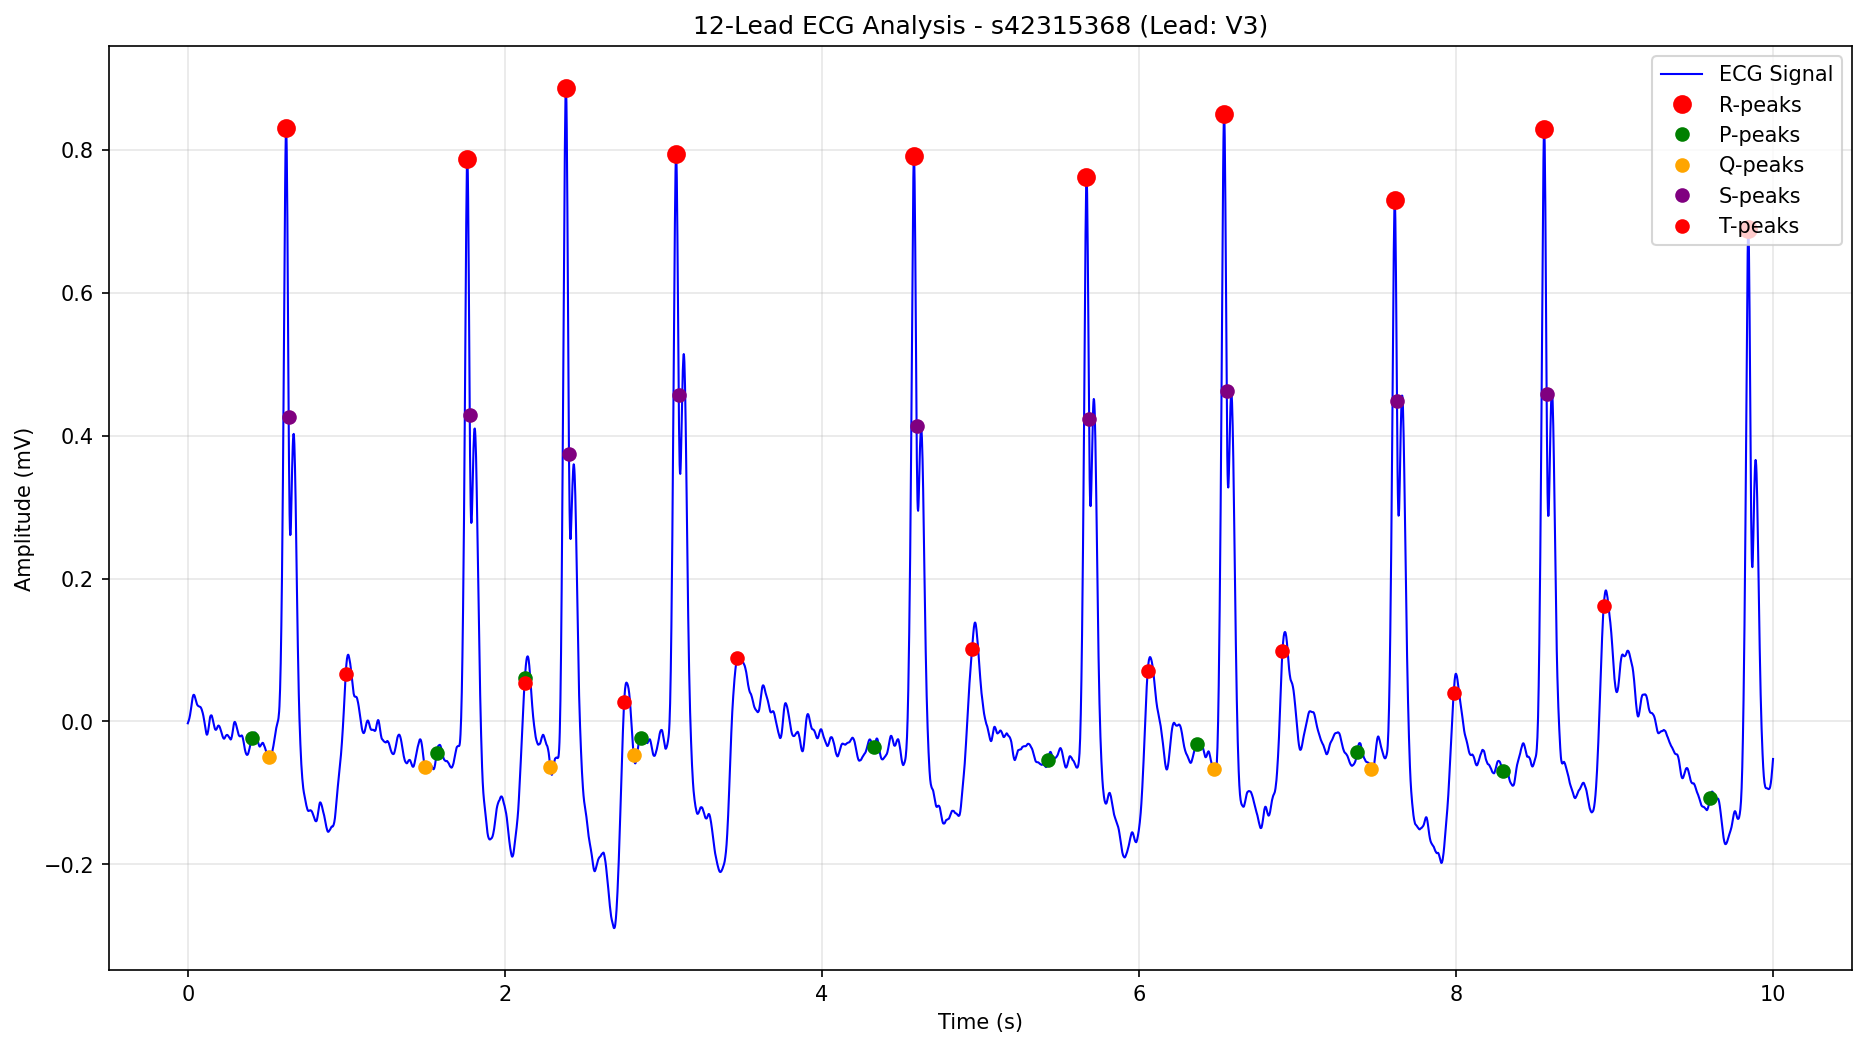 12-Lead ECG Analysis - s42315368 (Lead: V3)
ECG Signal
R-peaks
P-peaks
Q-peaks
S-peaks
T-peaks
Amplitude (mV)
0.8
0.6
0.4
0.2
0.0
−0.2
0 2 4 6 8 10
Time (s)